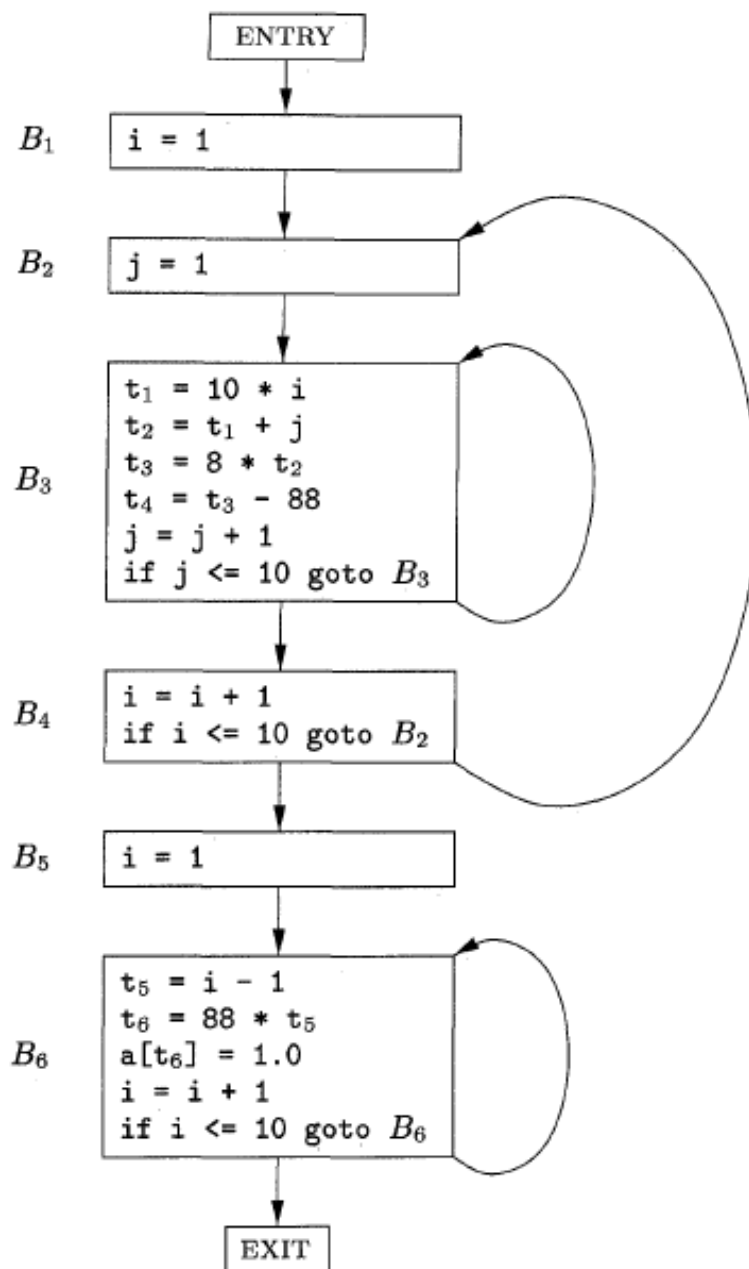 ENTRY
B₁
i = 1
B₂
j = 1
B₃
t₁ = 10 * i
t₂ = t₁ + j
t₃ = 8 * t₂
t₄ = t₃ - 88
j = j + 1
if j <= 10 goto B₃
B₄
i = i + 1
if i <= 10 goto B₂
B₅
i = 1
B₆
t₅ = i - 1
t₆ = 88 * t₅
a[t₆] = 1.0
i = i + 1
if i <= 10 goto B₆
EXIT